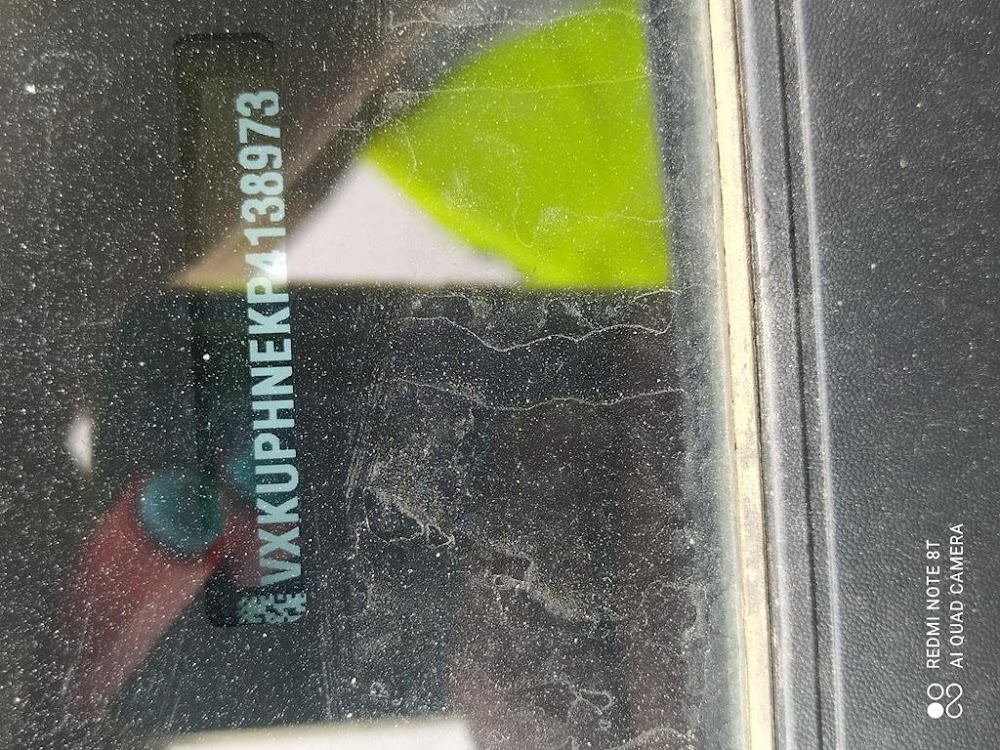 VXKUPHNEKP4138973
REDMI NOTE 8T
AI QUAD CAMERA